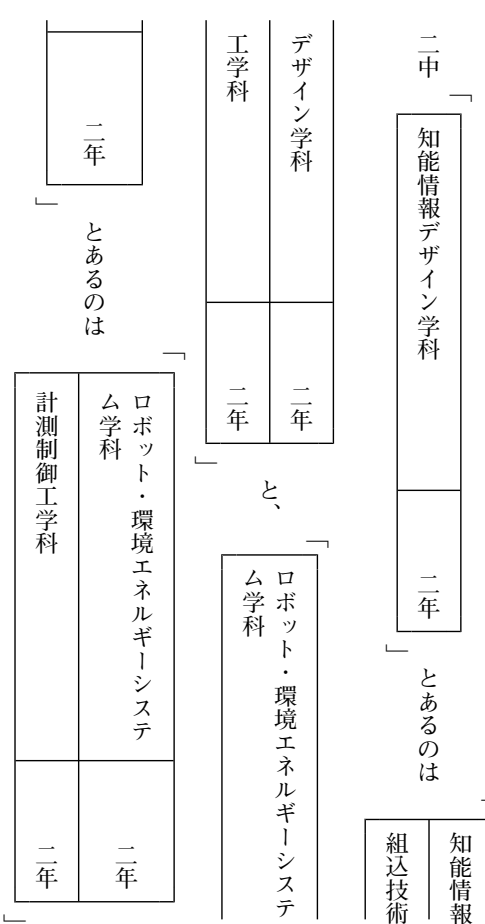 二中「
知能情報デザイン学科
二年
」とあるのは「
知能情報
組込技術
デザイン学科
二年
工学科
二年
」と、「
ロボット・環境エネルギーシステ
ム学科
二年
」とあるのは「
ロボット・環境エネルギーシステ
ム学科
二年
計測制御工学科
二年
」